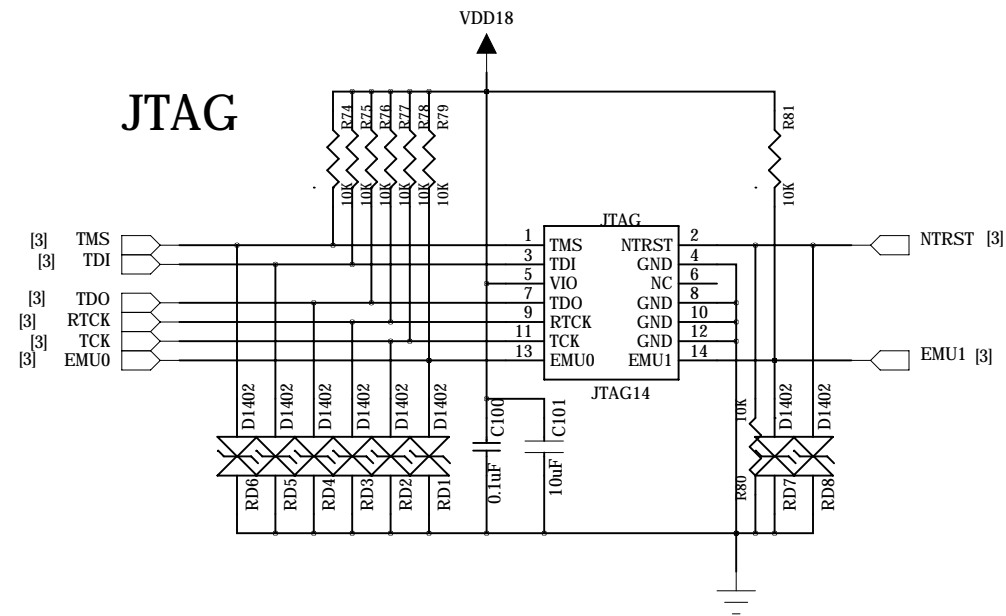 VDD18
JTAG
R74
R75
R76
R77
R78
R79
R81
10K
10K
10K
10K
10K
10K
10K
JTAG
[3] TMS
1 TMS
NTRST 2
NTRST [3]
[3] TDI
3 TDI
GND 4
5 VIO
NC 6
[3] TDO
7 TDO
GND 8
[3] RTCK
9 RTCK
GND 10
[3] TCK
11 TCK
GND 12
[3] EMU0
13 EMU0
EMU1 14
EMU1 [3]
JTAG14
D1402
D1402
D1402
D1402
D1402
D1402
C100
C101
10K
D1402
D1402
RD6
RD5
RD4
RD3
RD2
RD1
0.1uF
10uF
R80
RD7
RD8